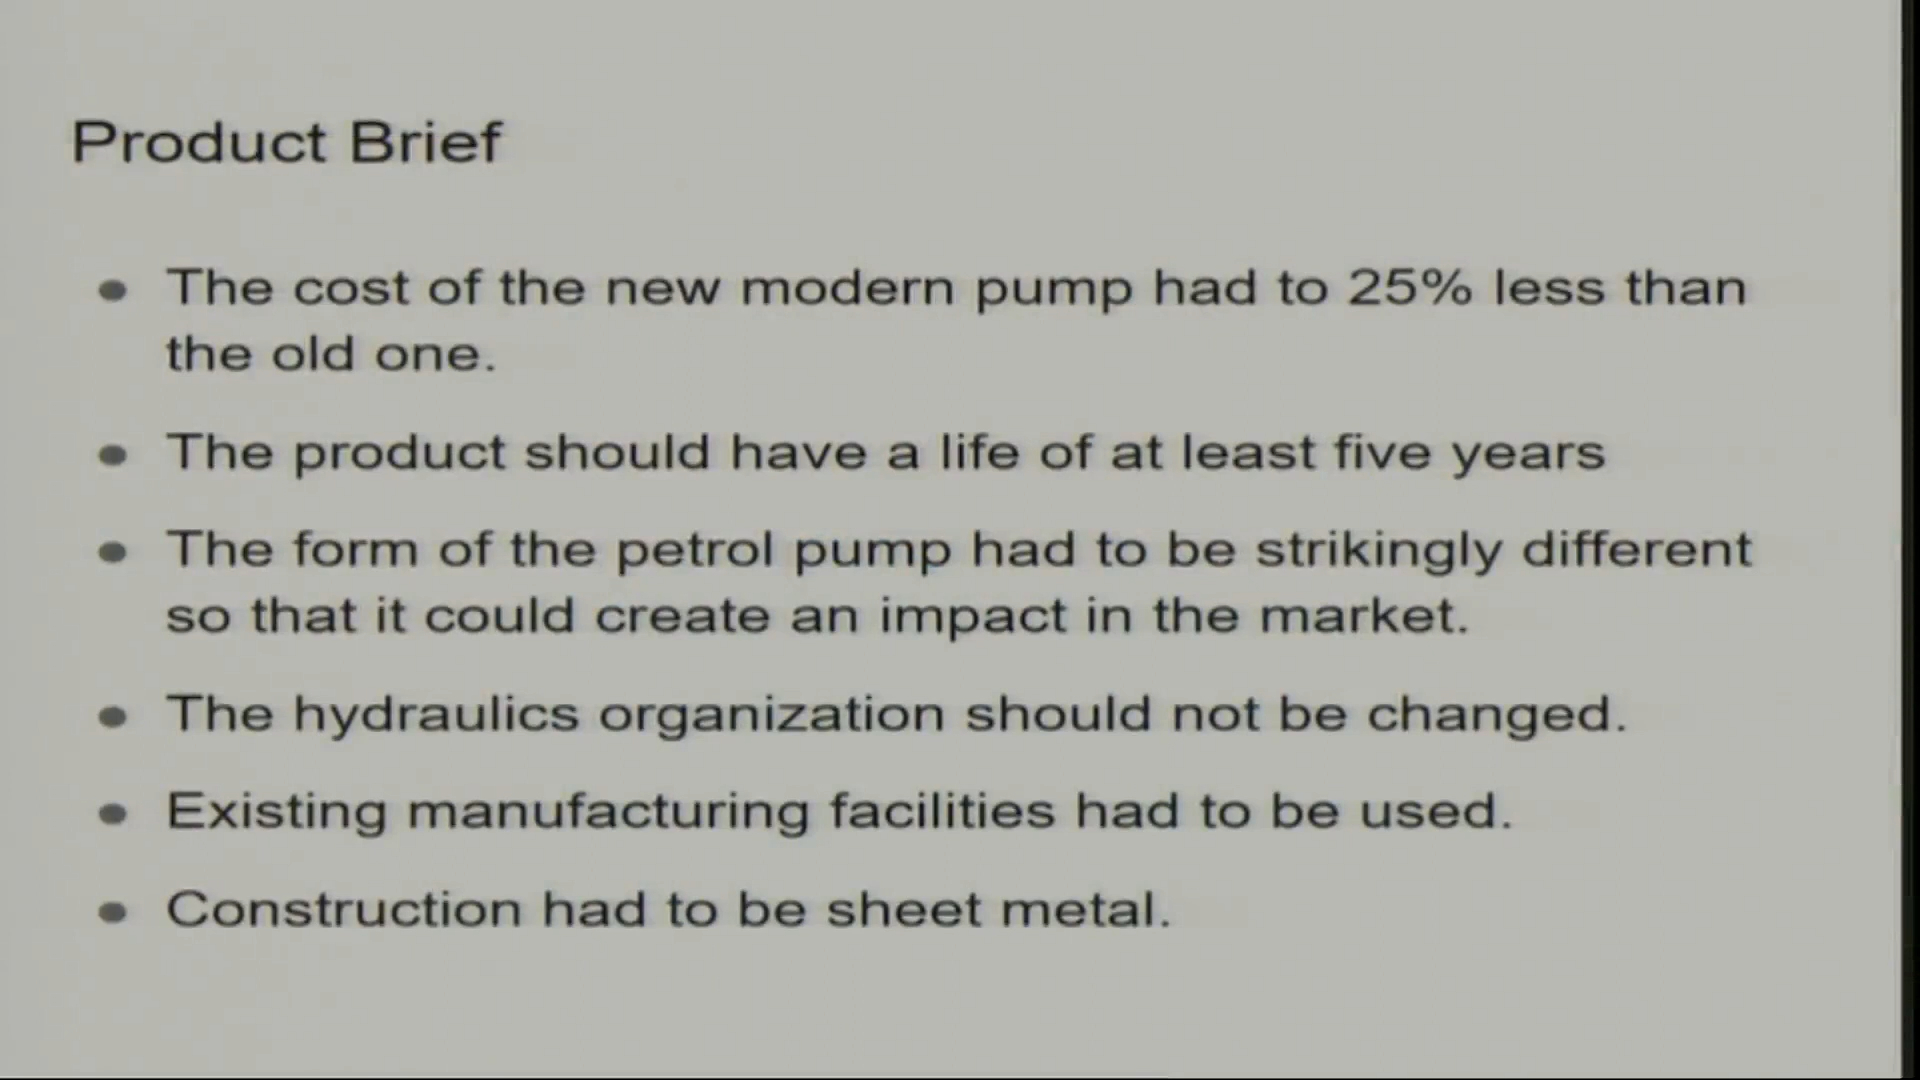 Product Brief
• The cost of the new modern pump had to 25% less than
the old one.
• The product should have a life of at least five years
• The form of the petrol pump had to be strikingly different
so that it could create an impact in the market.
• The hydraulics organization should not be changed.
• Existing manufacturing facilities had to be used.
• Construction had to be sheet metal.